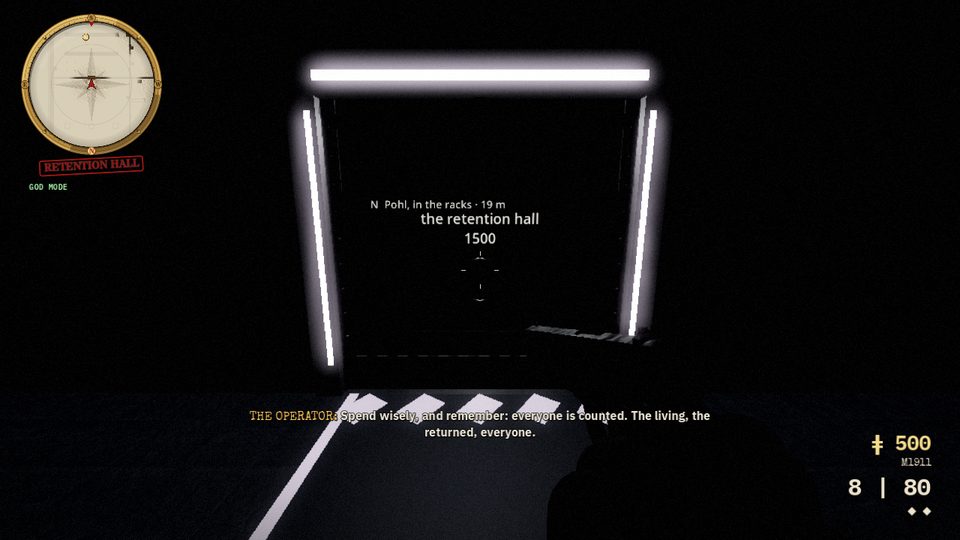 RETENTION HALL
GOD MODE
N Pohl, in the racks · 19 m
the retention hall
1500
THE OPERATOR: Spend wisely, and remember: everyone is counted. The living, the
returned, everyone.
500
M1911
8 | 80